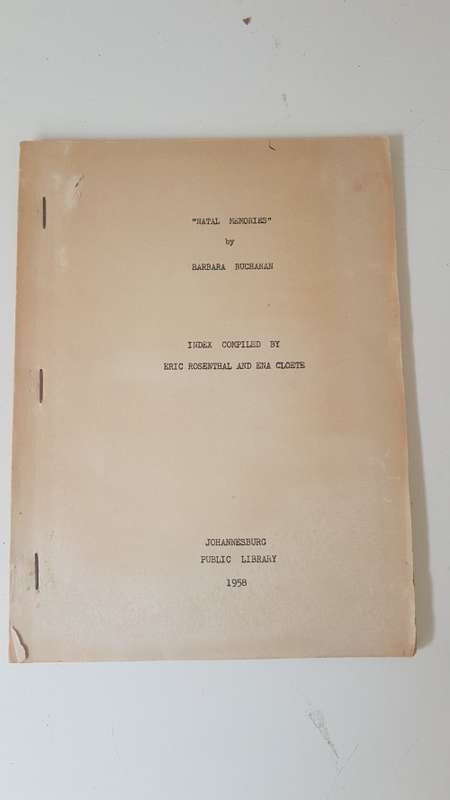 "NATAL MEMORIES"
by
BARBARA BUCHANAN
INDEX COMPILED BY
ERIC ROSENTHAL AND ENA CLOETE
JOHANNESBURG
PUBLIC LIBRARY
1958